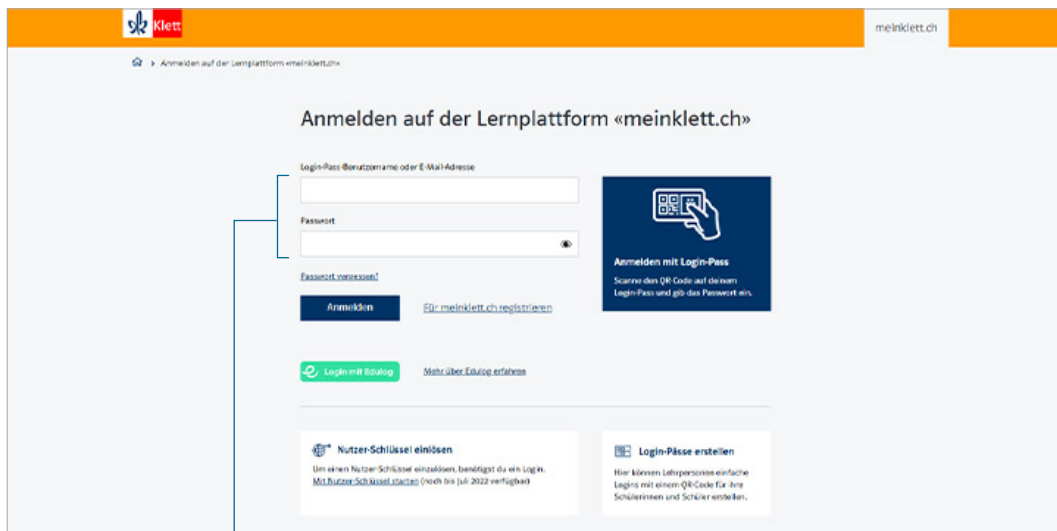 Klett
meinklett.ch
> Anmelden auf der Lernplattform «meinklett.ch»
Anmelden auf der Lernplattform «meinklett.ch»
Login-Pass-Benutzername oder E-Mail-Adresse
Passwort
Passwort vergessen?
Anmelden
Für meinklett.ch registrieren
Anmelden mit Login-Pass
Scanne den QR-Code auf deinem
Login-Pass und gib das Passwort ein.
Login mit Edulog
Mehr über Edulog erfahren
Nutzer-Schlüssel einlösen
Um einen Nutzer-Schlüssel einzulösen, benötigst du ein Login.
Mit Nutzer-Schlüssel starten (noch bis Juli 2022 verfügbar)
Login-Pässe erstellen
Hier können Lehrpersonen einfache
Logins mit einem QR-Code für ihre
Schülerinnen und Schüler erstellen.